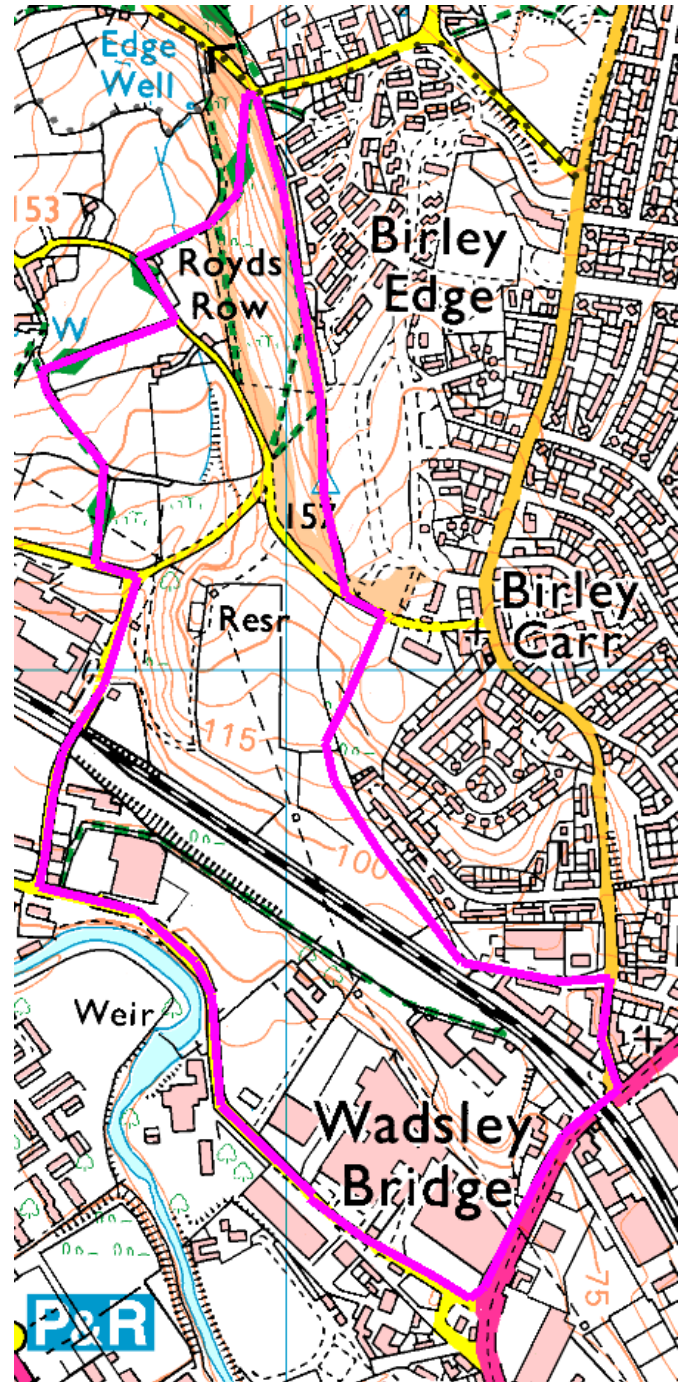 Edge
Well
153
Birley
Edge
Royds
Row
W
157
Resr
Birley
Carr
115
100
Weir
Wadsley
Bridge
75
P&R